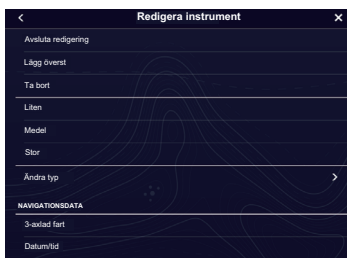 Redigera instrument
Avsluta redigering
Lägg överst
Ta bort
Liten
Medel
Stor
Ändra typ
NAVIGATIONSDATA
3-axlad fart
Datum/tid